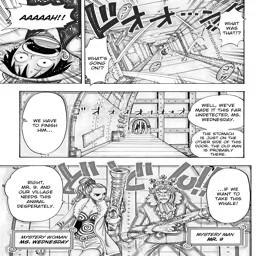 WHAT
WAS
THAT!?
AAAAAH!!
WHAT'S
GOING
ON!?
WELL, WE'VE
MADE IT THIS FAR
UNDETECTED, MS.
WEDNESDAY.
THE STOMACH
IS JUST ON THE
OTHER SIDE OF THIS
DOOR. THE OLD MAN
IS PROBABLY
THERE.
WE HAVE
TO FINISH
HIM...
...IF WE
WANT TO
TAKE THIS
WHALE!
RIGHT,
MR. 9. AND
OUR VILLAGE
NEEDS THIS
ANIMAL
DESPERATELY.
MYSTERY MAN
MR. 9
MYSTERY WOMAN
MS. WEDNESDAY